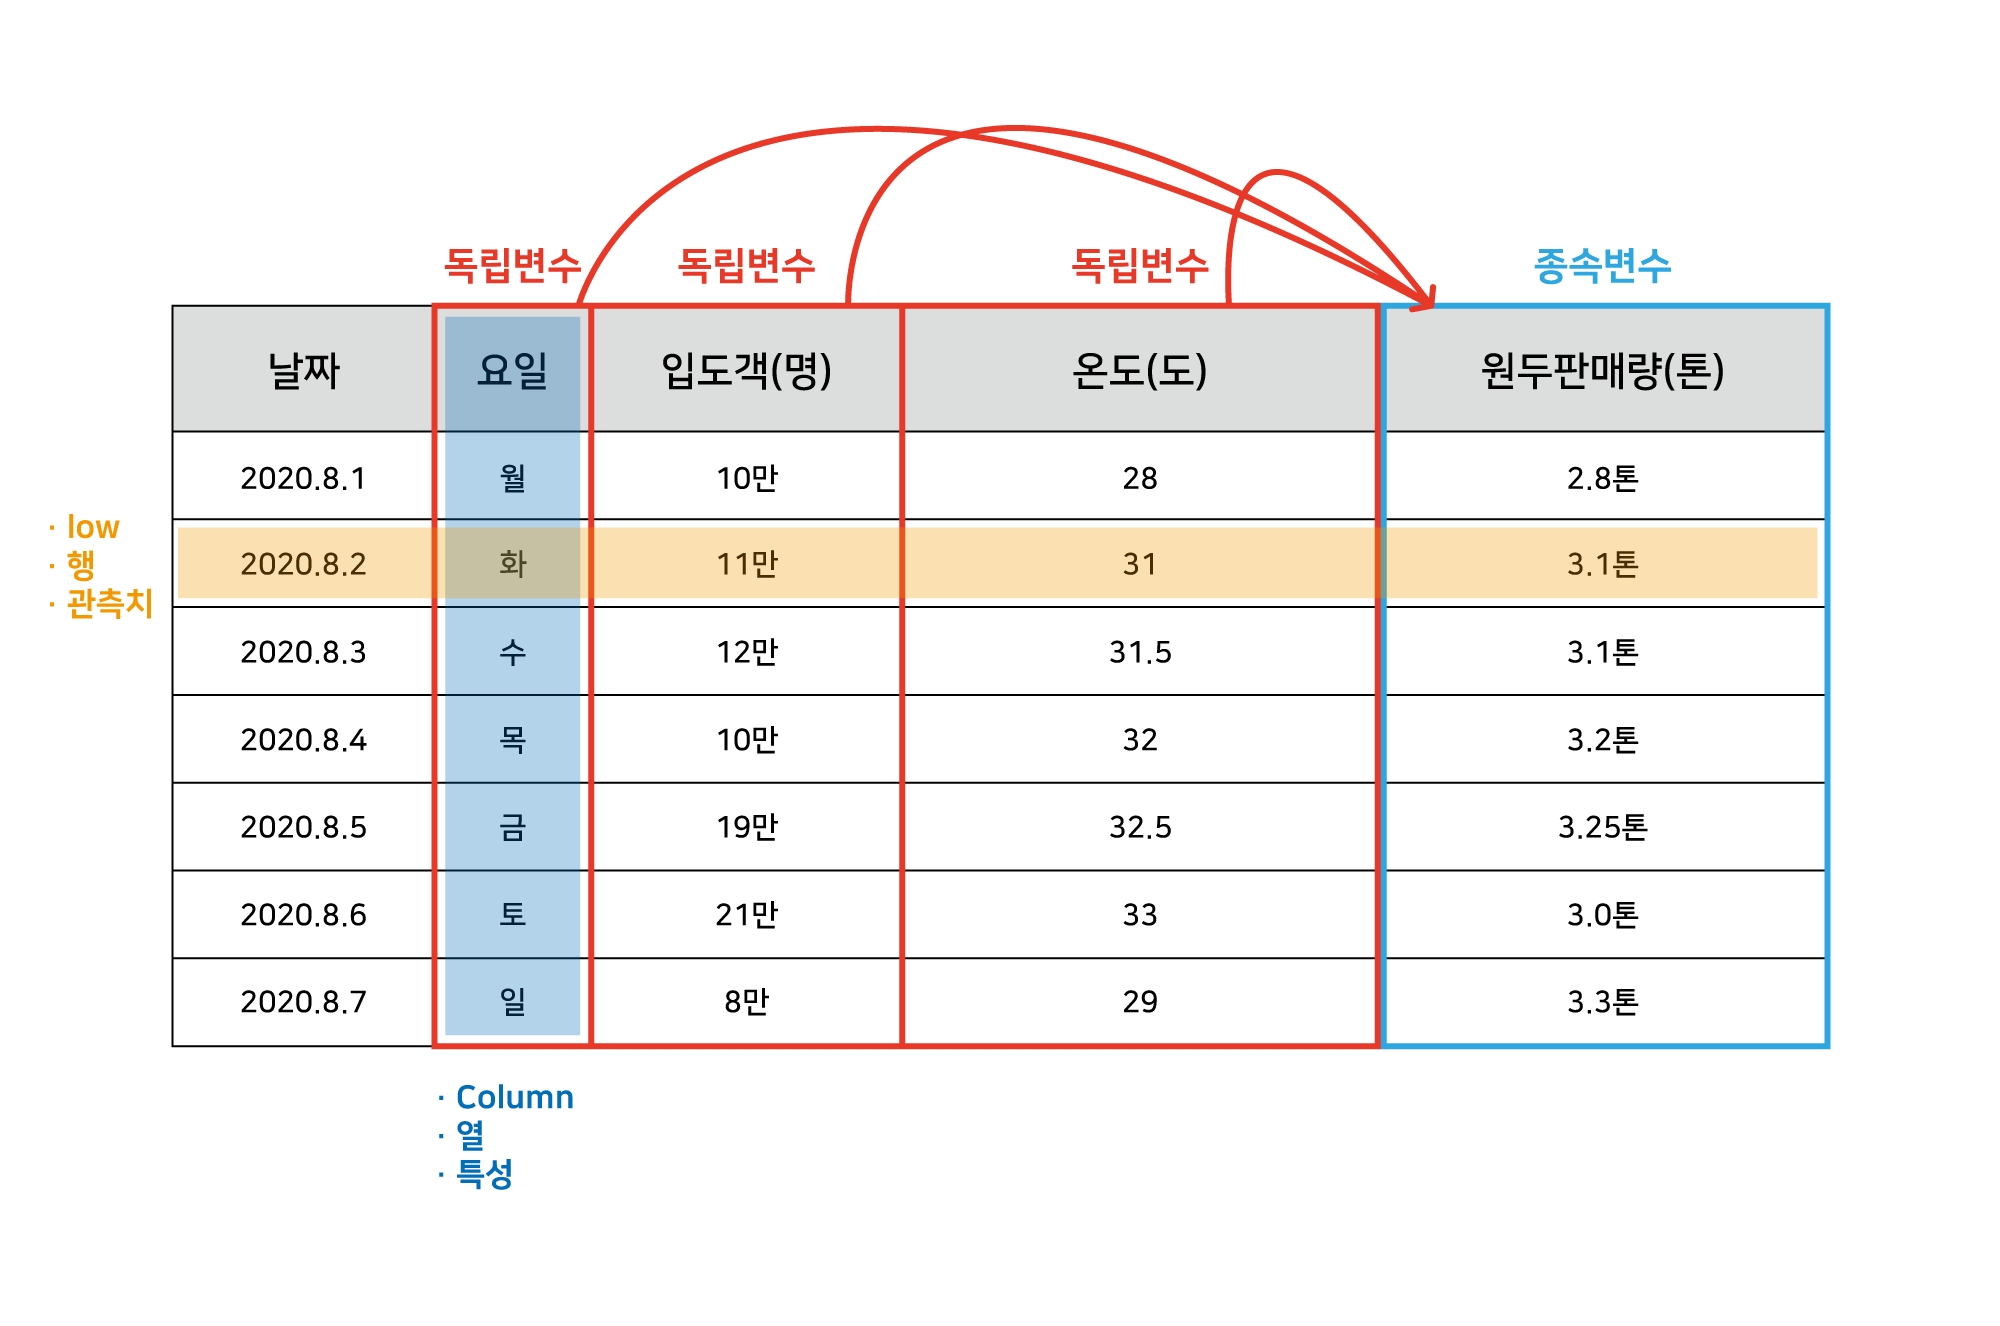 독립변수 독립변수 독립변수 종속변수
날짜 요일 입도객(명) 온도(도) 원두판매량(톤)
2020.8.1 월 10만 28 2.8톤
· low
· 행
· 관측치
2020.8.2 화 11만 31 3.1톤
2020.8.3 수 12만 31.5 3.1톤
2020.8.4 목 10만 32 3.2톤
2020.8.5 금 19만 32.5 3.25톤
2020.8.6 토 21만 33 3.0톤
2020.8.7 일 8만 29 3.3톤
· Column
· 열
· 특성